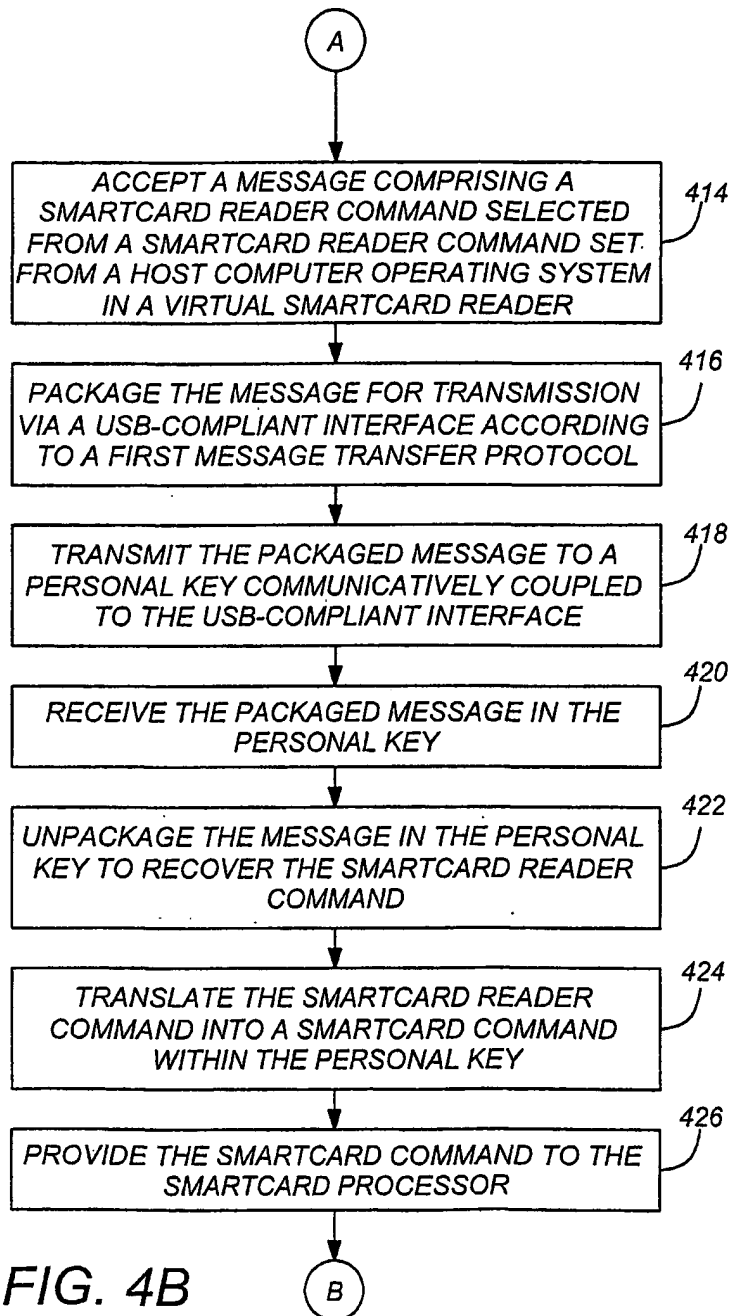 A
ACCEPT A MESSAGE COMPRISING A
SMARTCARD READER COMMAND SELECTED
FROM A SMARTCARD READER COMMAND SET
FROM A HOST COMPUTER OPERATING SYSTEM
IN A VIRTUAL SMARTCARD READER
414
PACKAGE THE MESSAGE FOR TRANSMISSION
VIA A USB-COMPLIANT INTERFACE ACCORDING
TO A FIRST MESSAGE TRANSFER PROTOCOL
416
TRANSMIT THE PACKAGED MESSAGE TO A
PERSONAL KEY COMMUNICATIVELY COUPLED
TO THE USB-COMPLIANT INTERFACE
418
RECEIVE THE PACKAGED MESSAGE IN THE
PERSONAL KEY
420
UNPACKAGE THE MESSAGE IN THE PERSONAL
KEY TO RECOVER THE SMARTCARD READER
COMMAND
422
TRANSLATE THE SMARTCARD READER
COMMAND INTO A SMARTCARD COMMAND
WITHIN THE PERSONAL KEY
424
PROVIDE THE SMARTCARD COMMAND TO THE
SMARTCARD PROCESSOR
426
FIG. 4B
B